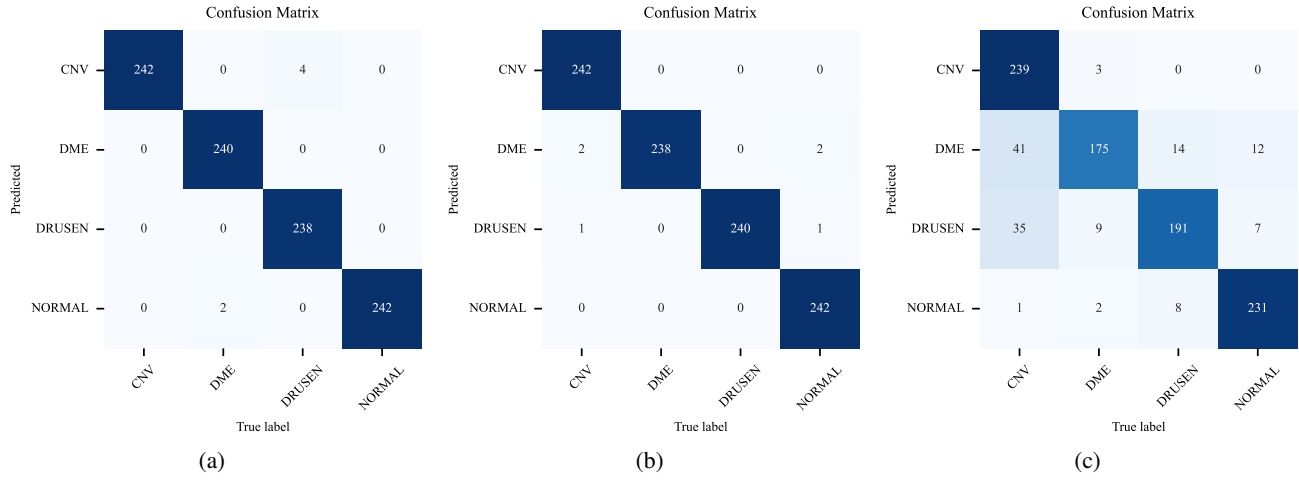 Confusion Matrix
CNV 242 0 4 0
DME 0 240 0 0
DRUSEN 0 0 238 0
NORMAL 0 2 0 242
Predicted
CNV DME DRUSEN NORMAL
True label
(a)
Confusion Matrix
CNV 242 0 0 0
DME 2 238 0 2
DRUSEN 1 0 240 1
NORMAL 0 0 0 242
Predicted
CNV DME DRUSEN NORMAL
True label
(b)
Confusion Matrix
CNV 239 3 0 0
DME 41 175 14 12
DRUSEN 35 9 191 7
NORMAL 1 2 8 231
Predicted
CNV DME DRUSEN NORMAL
True label
(c)